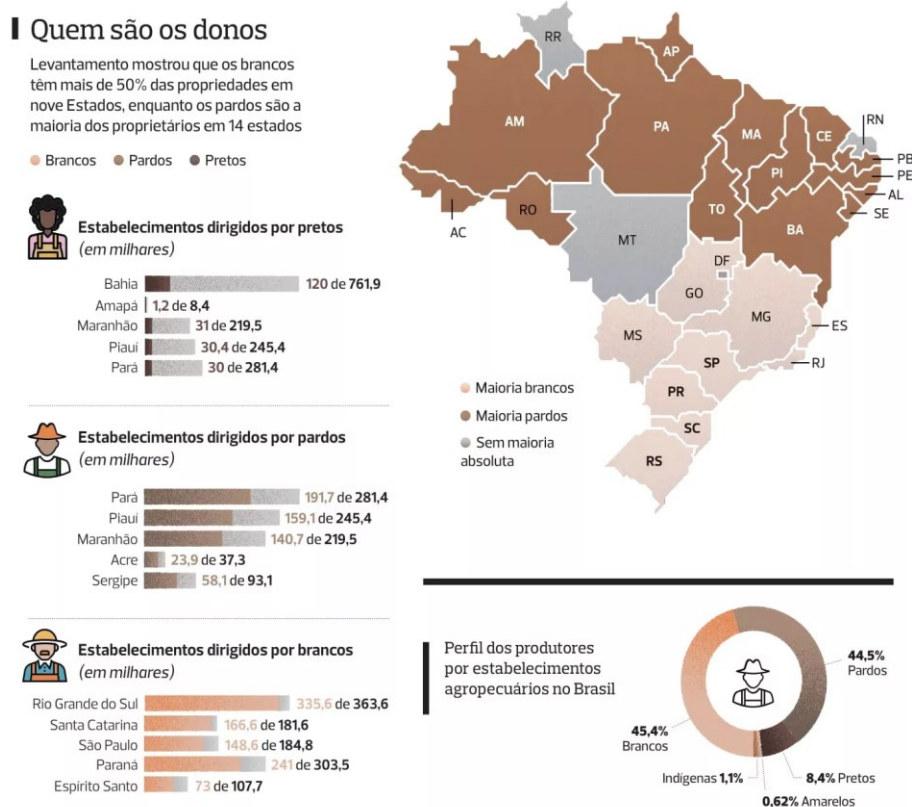 Quem são os donos
Levantamento mostrou que os brancos
têm mais de 50% das propriedades em
nove Estados, enquanto os pardos são a
maioria dos proprietários em 14 estados
Brancos Pardos Pretos
Estabelecimentos dirigidos por pretos
(em milhares)
Bahia 120 de 761,9
Amapá 1,2 de 8,4
Maranhão 31 de 219,5
Piauí 30,4 de 245,4
Pará 30 de 281,4
Estabelecimentos dirigidos por pardos
(em milhares)
Pará 191,7 de 281,4
Piauí 159,1 de 245,4
Maranhão 140,7 de 219,5
Acre 23,9 de 37,3
Sergipe 58,1 de 93,1
Estabelecimentos dirigidos por brancos
(em milhares)
Rio Grande do Sul 335,6 de 363,6
Santa Catarina 166,6 de 181,6
São Paulo 148,6 de 184,8
Paraná 241 de 303,5
Espírito Santo 73 de 107,7
RR
AP
AM
PA
MA
CE
RN
PB
PI
PE
AL
SE
AC
RO
TO
BA
MT
DF
GO
MG
ES
MS
SP
RJ
PR
SC
RS
Maioria brancos
Maioria pardos
Sem maioria
absoluta
Perfil dos produtores
por estabelecimentos
agropecuários no Brasil
44,5%
Pardos
45,4%
Brancos
Indígenas 1,1%
8,4% Pretos
0,62% Amarelos